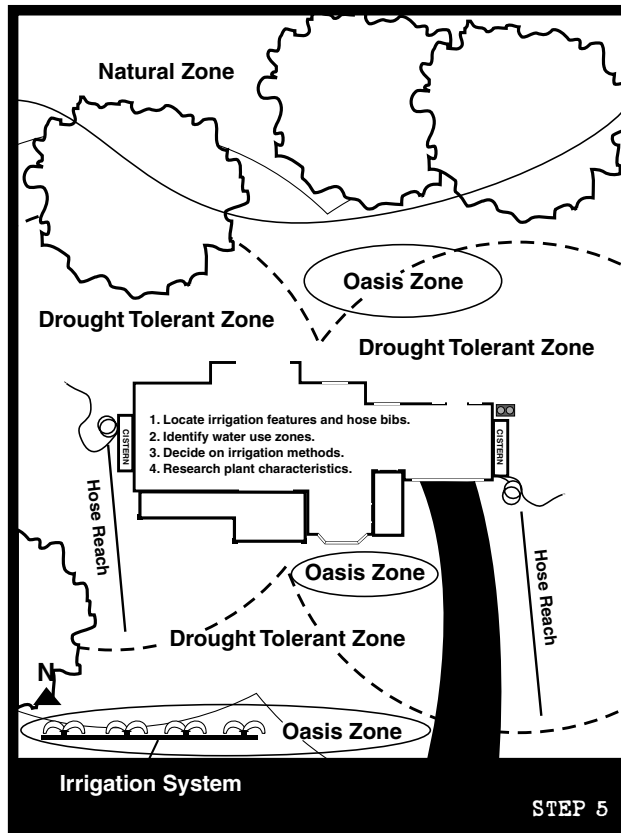 Natural Zone
Oasis Zone
Drought Tolerant Zone
Drought Tolerant Zone
1. Locate irrigation features and hose bibs.
2. Identify water use zones.
3. Decide on irrigation methods.
4. Research plant characteristics.
CISTERN
CISTERN
Hose Reach
Hose Reach
Oasis Zone
Drought Tolerant Zone
N
Oasis Zone
Irrigation System
STEP 5